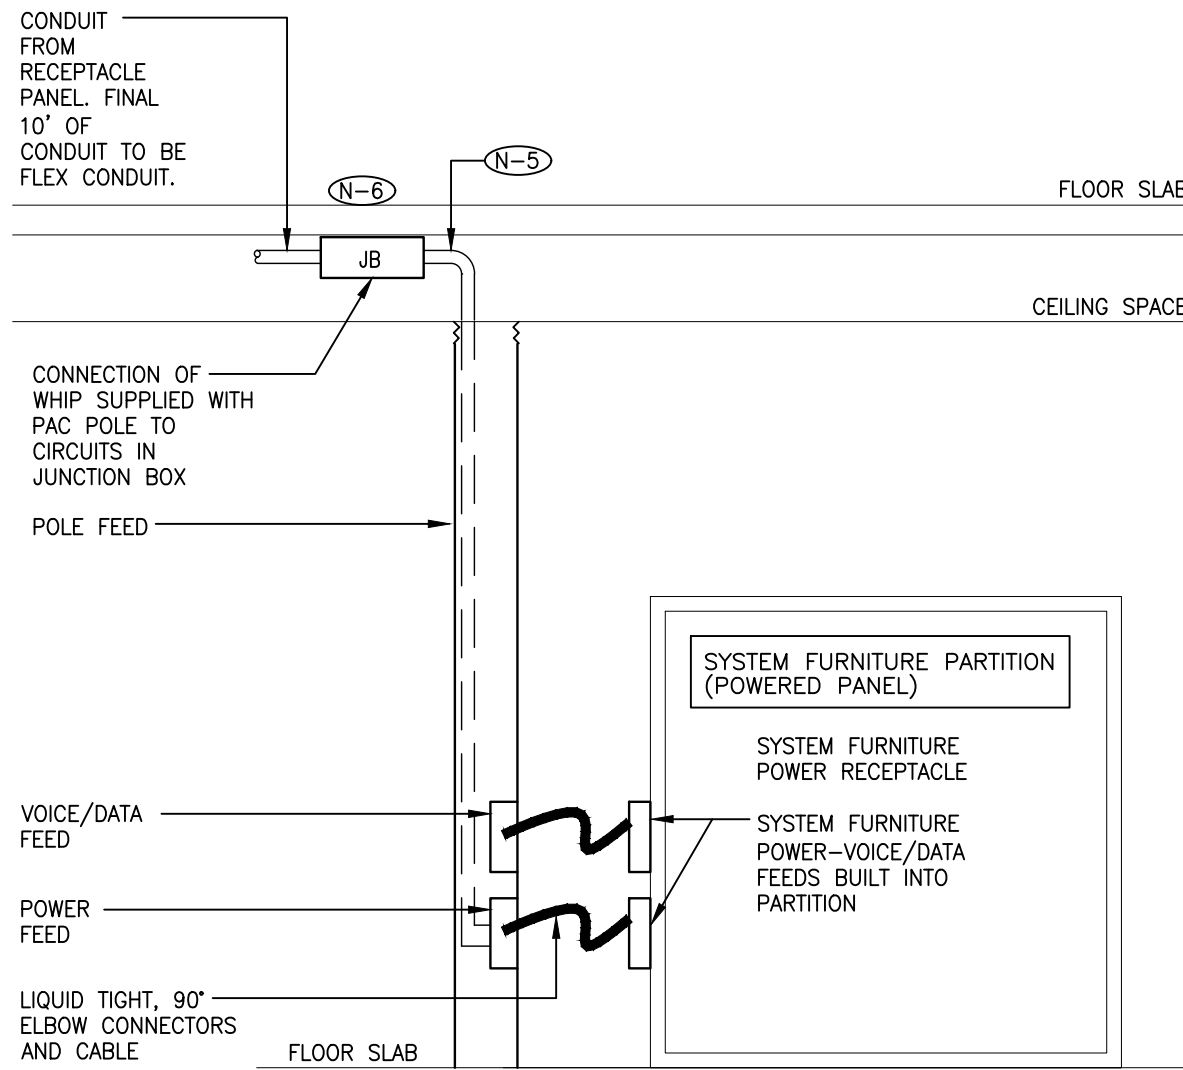 CONDUIT
FROM
RECEPTACLE
PANEL. FINAL
10' OF
CONDUIT TO BE
FLEX CONDUIT.
N-5
N-6
FLOOR SLAB
JB
CEILING SPACE
CONNECTION OF
WHIP SUPPLIED WITH
PAC POLE TO
CIRCUITS IN
JUNCTION BOX
POLE FEED
SYSTEM FURNITURE PARTITION
(POWERED PANEL)
SYSTEM FURNITURE
POWER RECEPTACLE
VOICE/DATA
FEED
SYSTEM FURNITURE
POWER-VOICE/DATA
FEEDS BUILT INTO
PARTITION
POWER
FEED
LIQUID TIGHT, 90°
ELBOW CONNECTORS
AND CABLE
FLOOR SLAB